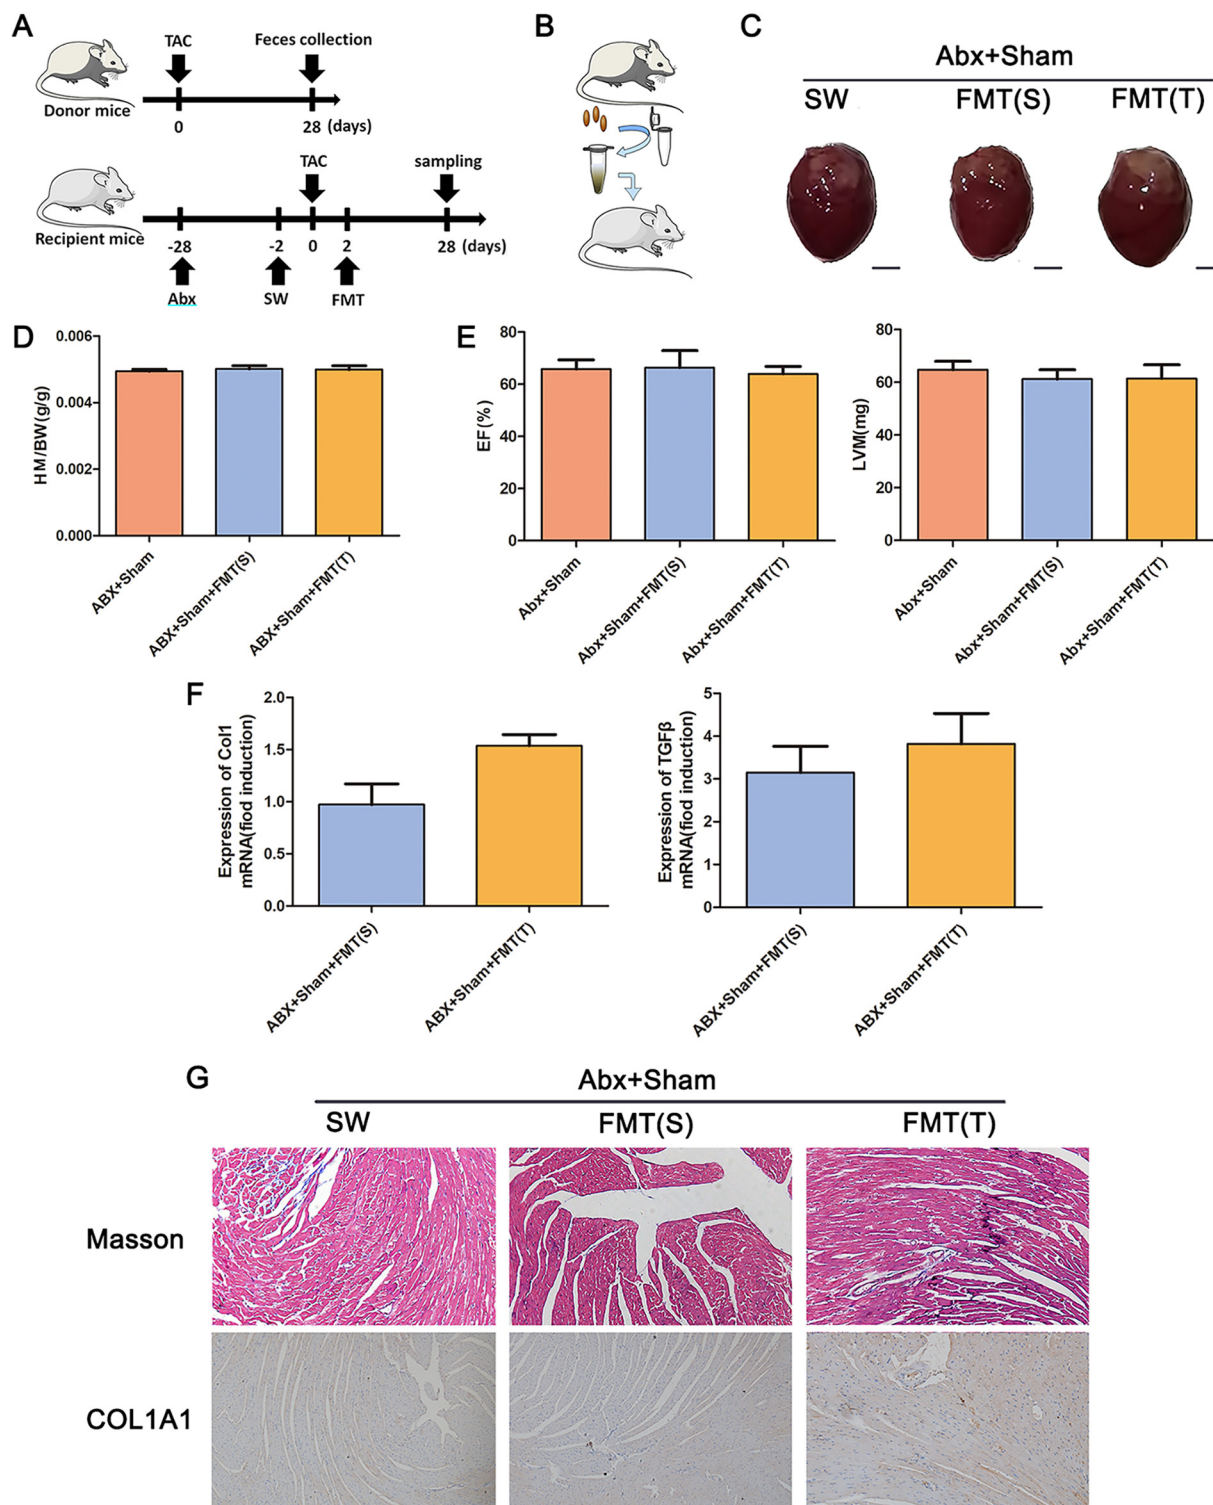 A
TAC
Feces collection
Donor mice
0
28 (days)
TAC
sampling
Recipient mice
-28
-2
0
2
28 (days)
Abx
SW
FMT
B
C
Abx+Sham
SW
FMT(S)
FMT(T)
D
HM/BW(g/g)
0.006
0.004
0.002
0.000
ABX+Sham
ABX+Sham+FMT(S)
ABX+Sham+FMT(T)
E
EF(%)
80
60
40
20
0
Abx+Sham
Abx+Sham+FMT(S)
Abx+Sham+FMT(T)
LVM(mg)
80
60
40
20
0
Abx+Sham
Abx+Sham+FMT(S)
Abx+Sham+FMT(T)
F
Expression of Col1
mRNA(fiod induction)
2.0
1.5
1.0
0.5
0.0
ABX+Sham+FMT(S)
ABX+Sham+FMT(T)
Expression of TGFβ
mRNA(fiod induction)
5
4
3
2
1
0
ABX+Sham+FMT(S)
ABX+Sham+FMT(T)
G
Abx+Sham
SW
FMT(S)
FMT(T)
Masson
COL1A1